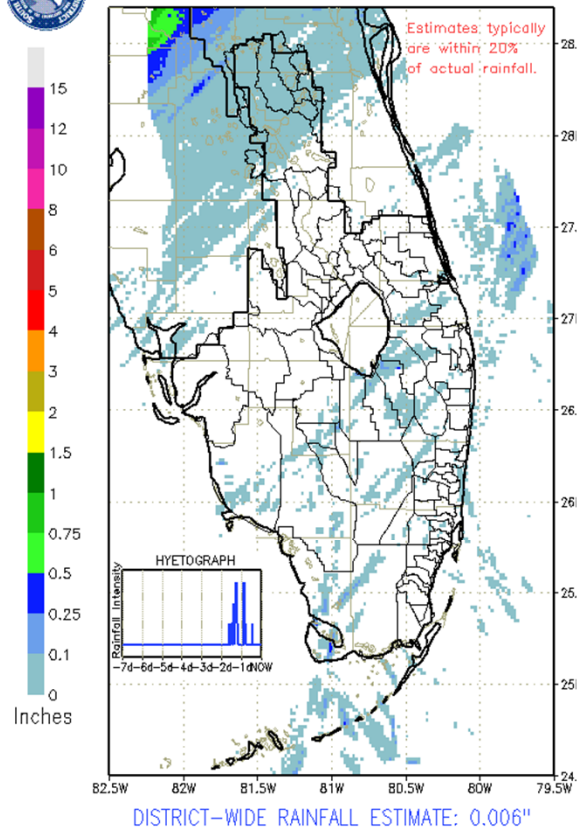 Estimates typically
are within 20%
of actual rainfall.
15
12
10
8
6
5
4
3
2
1.5
1
0.75
0.5
0.25
0.1
0
Inches
28.
28
27.
27
26.
26
25.
25
24.
HYETOGRAPH
Rainfall Intensity
-7d-6d-5d-4d-3d-2d-1dNOW
82.5W 82W 81.5W 81W 80.5W 80W 79.5W
DISTRICT-WIDE RAINFALL ESTIMATE: 0.006"